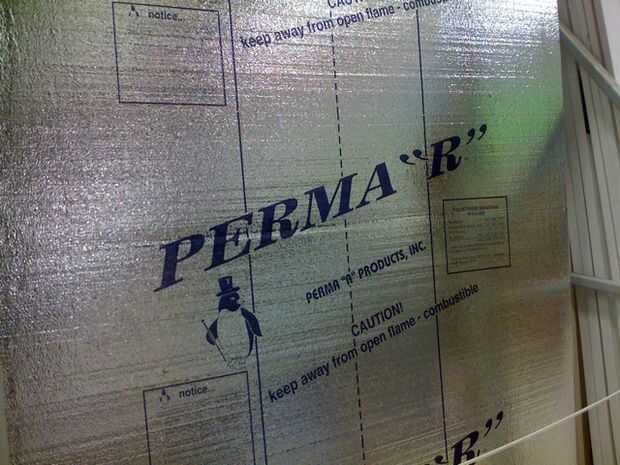 notice..
CAUTION!
keep away from open flame - combustible
PERMA "R"
PERMA "R" PRODUCTS, INC.
CAUTION!
keep away from open flame - combustible
notice..
"R"